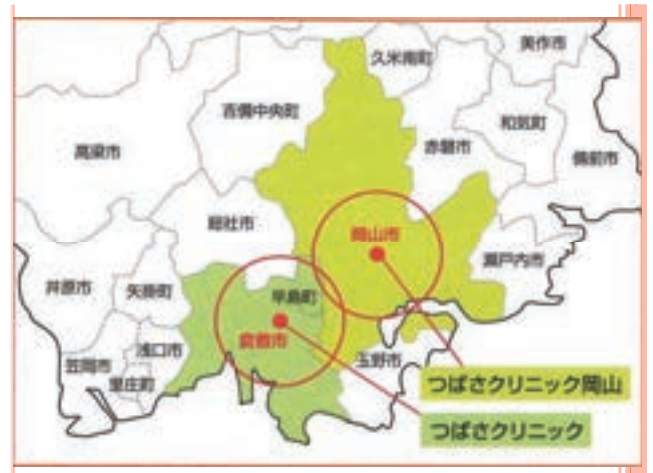 美作市
久米南町
吉備中央町
和気町
高梁市
赤磐市
備前市
総社市
岡山市
瀬戸内市
井原市
矢掛町
早島町
倉敷市
浅口市
笠岡市
玉野市
里庄町
つばさクリニック岡山
つばさクリニック